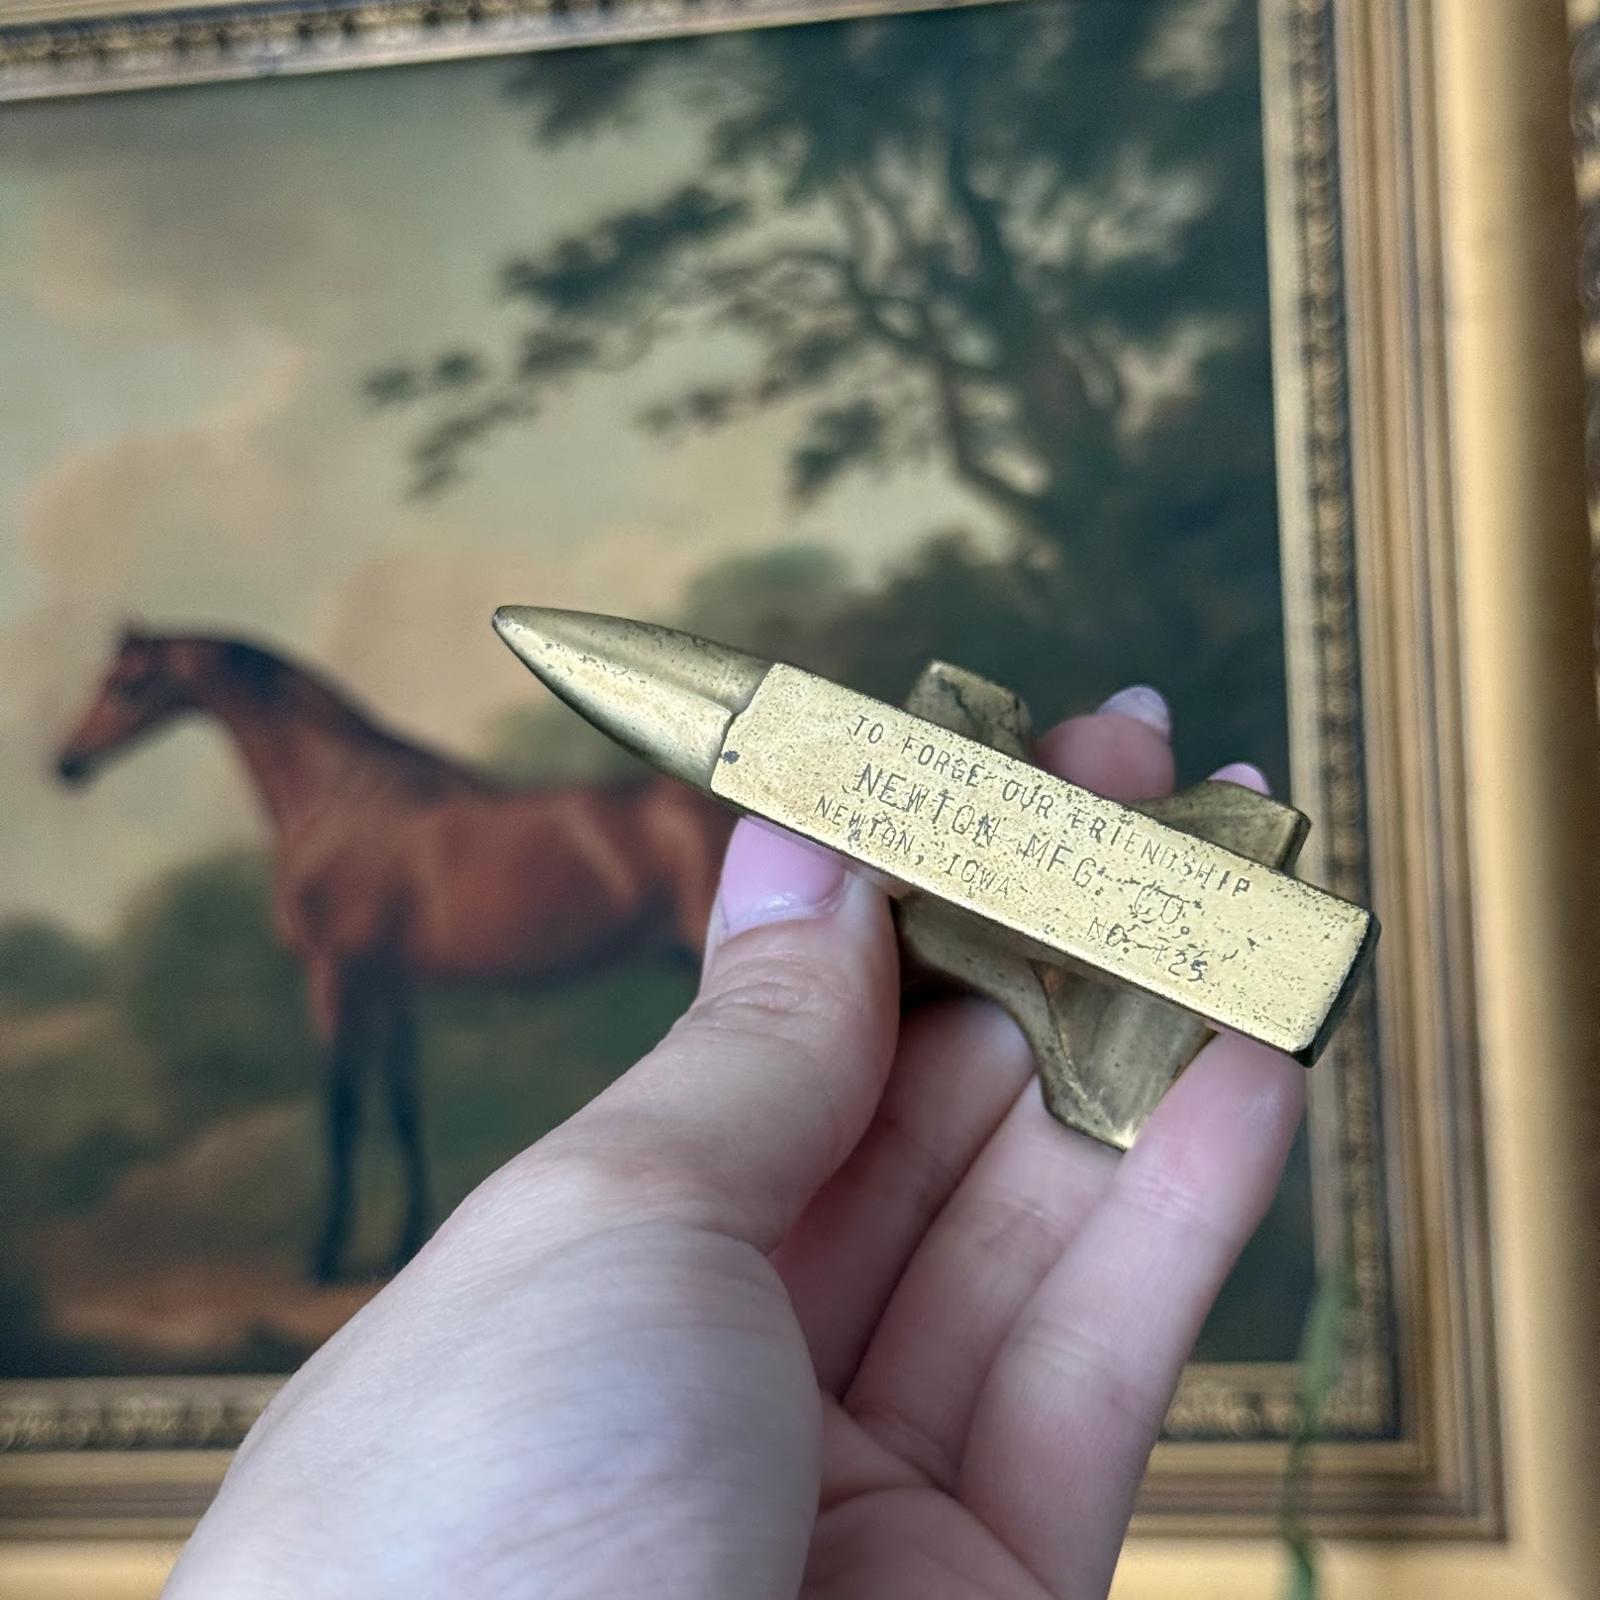 TO FORGE OUR FRIENDSHIP
NEWTON MFG. CO.
NEWTON, IOWA
NO. 125